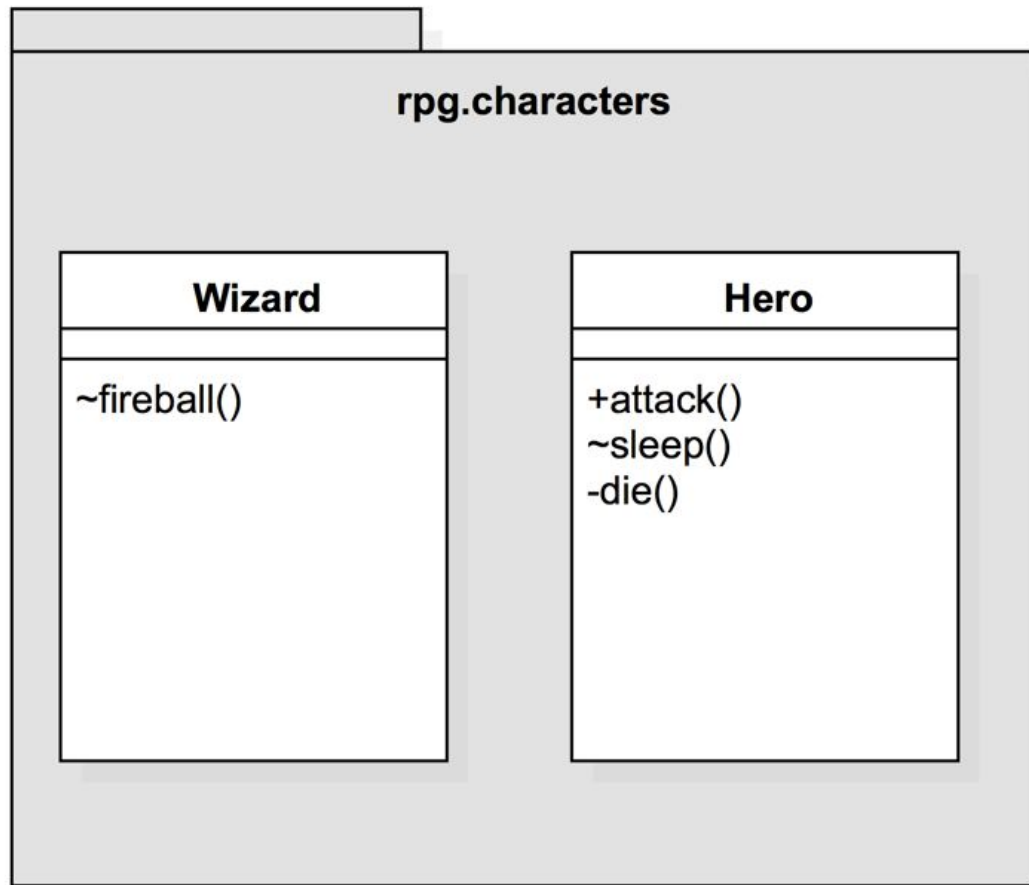 rpg.characters
Wizard
~fireball()
Hero
+attack()
~sleep()
-die()